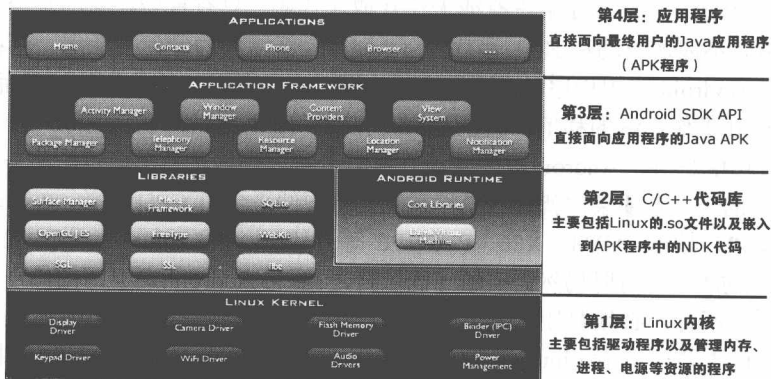 APPLICATIONS
Home Contacts Phone Browser ...
第4层：应用程序
直接面向最终用户的Java应用程序
（APK程序）
APPLICATION FRAMEWORK
Activity Manager Window Manager Content Providers View System
Package Manager Telephony Manager Resource Manager Location Manager Notification Manager
第3层：Android SDK API
直接面向应用程序的Java APK
LIBRARIES
Surface Manager Media Framework SQLite
OpenGL|ES FreeType WebKit
SGL SSL libc
ANDROID RUNTIME
Core Libraries
Dalvik Virtual Machine
第2层：C/C++代码库
主要包括Linux的.so文件以及嵌入
到APK程序中的NDK代码
LINUX KERNEL
Display Driver Camera Driver Flash Memory Driver Binder (IPC) Driver
Keypad Driver WiFi Driver Audio Drivers Power Management
第1层：Linux内核
主要包括驱动程序以及管理内存、
进程、电源等资源的程序